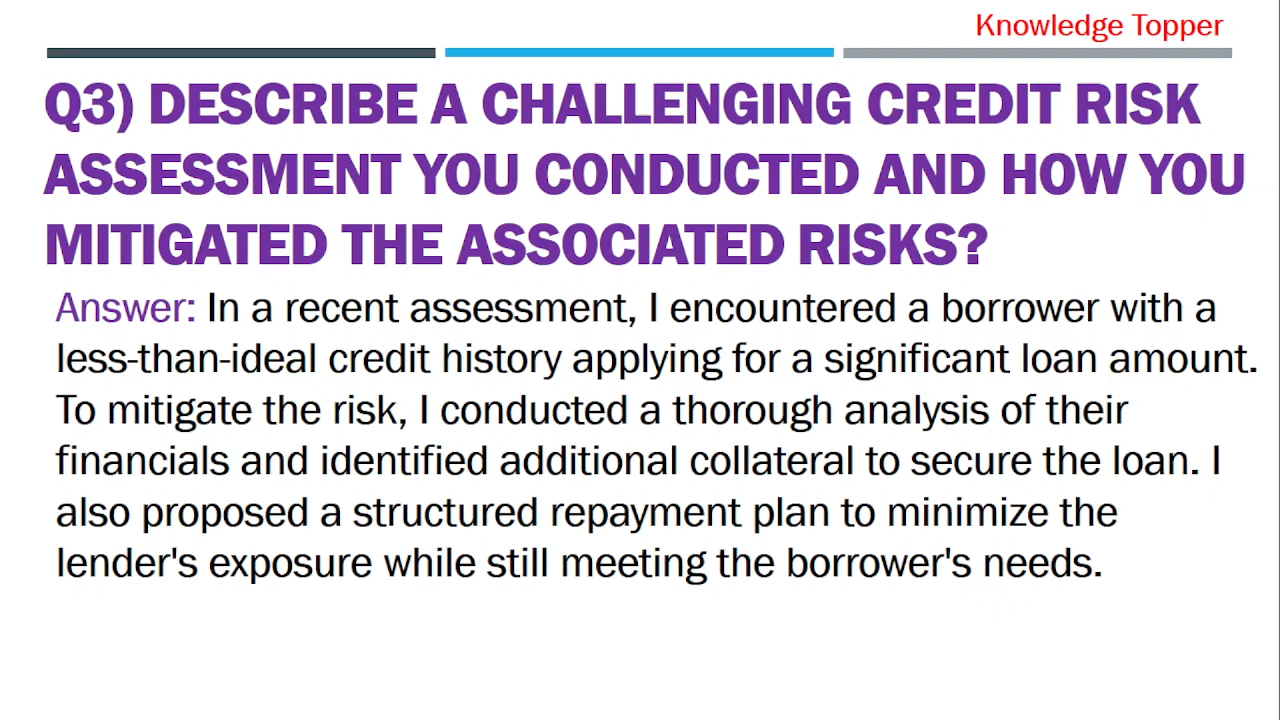 Knowledge Topper
Q3) DESCRIBE A CHALLENGING CREDIT RISK
ASSESSMENT YOU CONDUCTED AND HOW YOU
MITIGATED THE ASSOCIATED RISKS?
Answer: In a recent assessment, I encountered a borrower with a
less-than-ideal credit history applying for a significant loan amount.
To mitigate the risk, I conducted a thorough analysis of their
financials and identified additional collateral to secure the loan. I
also proposed a structured repayment plan to minimize the
lender's exposure while still meeting the borrower's needs.